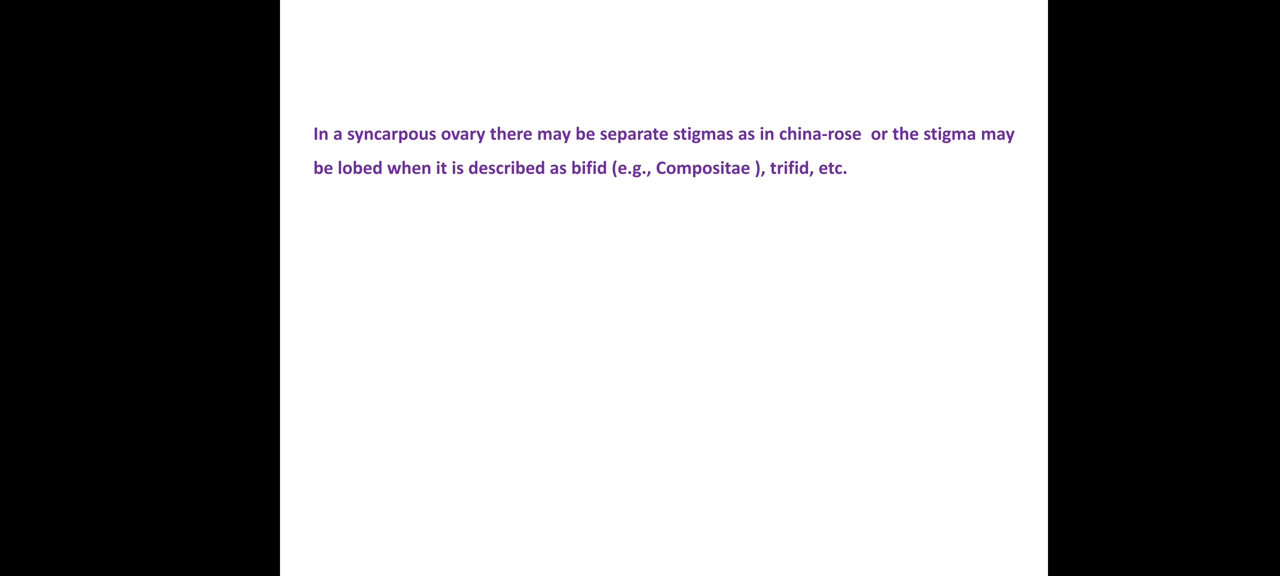 In a syncarpous ovary there may be separate stigmas as in china-rose  or the stigma may
be lobed when it is described as bifid (e.g., Compositae ), trifid, etc.